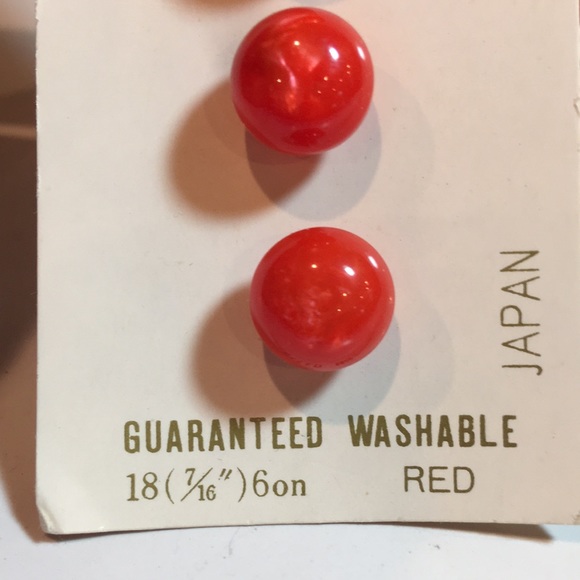 JAPAN
GUARANTEED WASHABLE
18(7/16″)6on RED